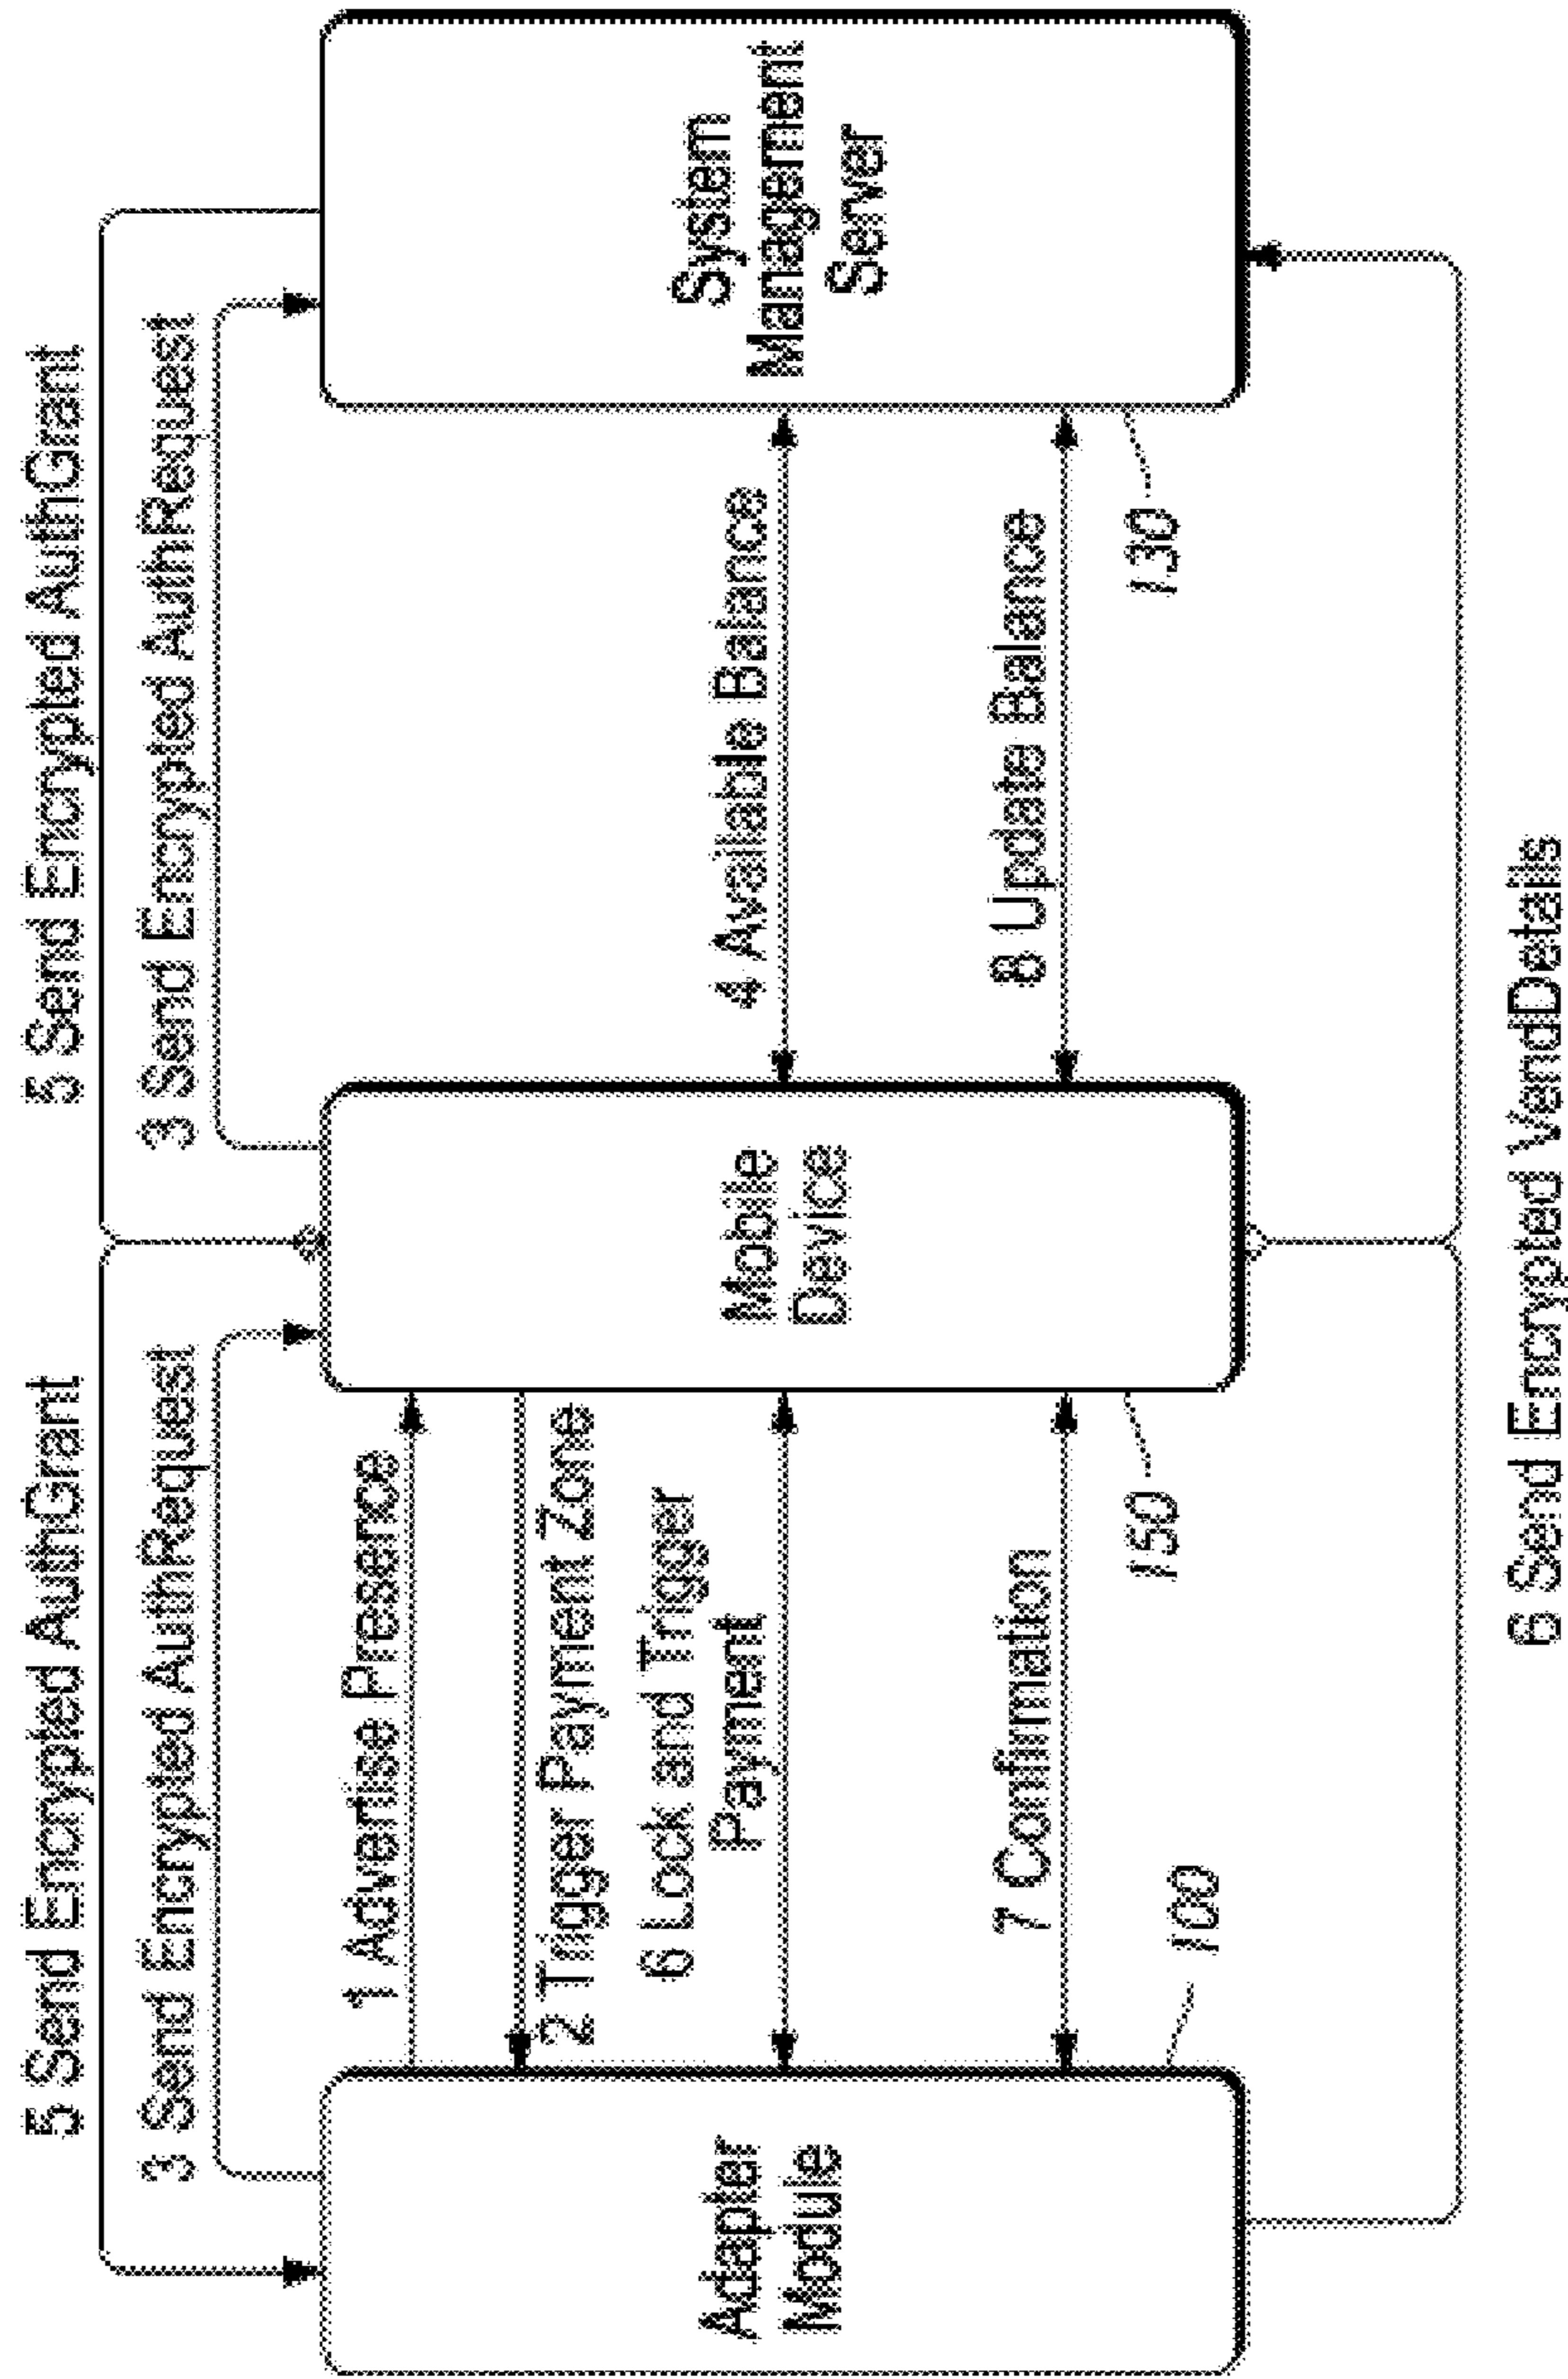 5 Send Encrypted AuthGrant
5 Send Encrypted AuthGrant
3 Send Encrypted AuthRequest
3 Send Encrypted AuthRequest
1 Advertise Presence
2 Trigger Payment Zone
6 Lock and Trigger
Payment
4 Available Balance
7 Confirmation
8 Update Balance
Adapter
Module
Mobile
Device
System
Management
Server
100
150
130
6 Send Encrypted VendDetails